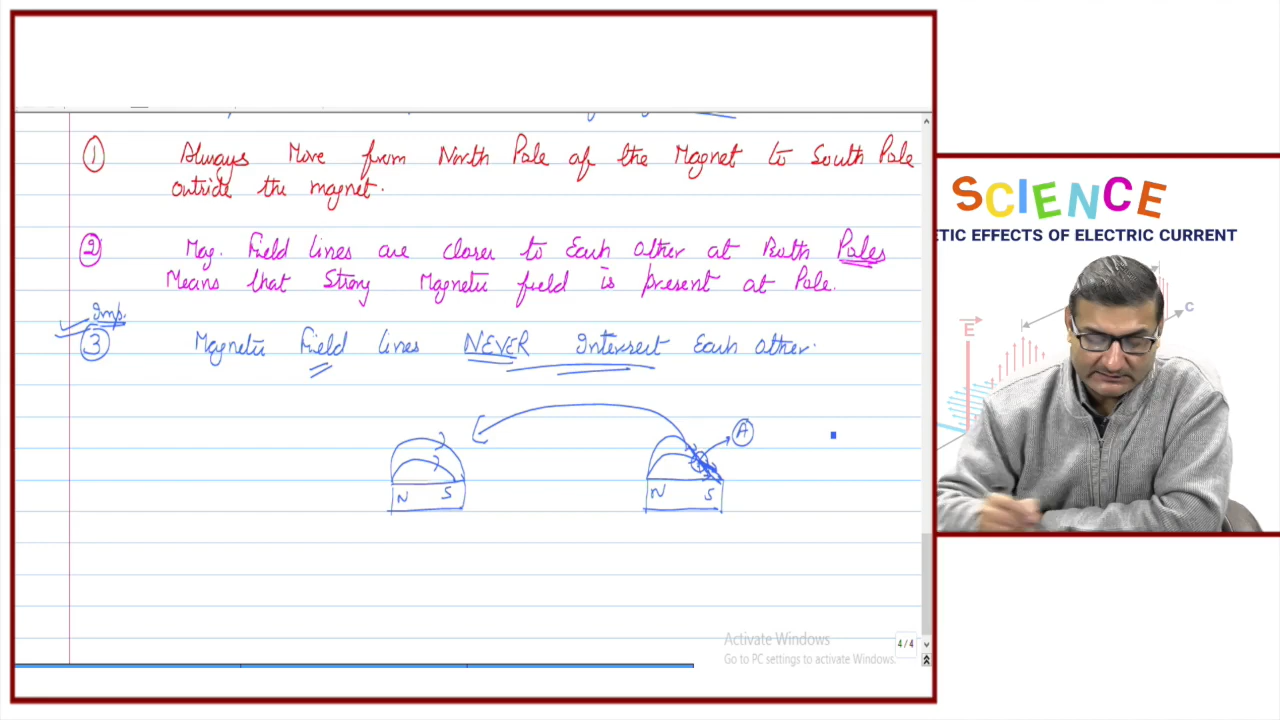 ① Always Move from North Pole of the Magnet to South Pole
outside the magnet.
② Mag. Field lines are closer to Each other at Both Poles
Means that Strong Magnetic field is present at Pole.
Imp.
③ Magnetic Field lines NEVER Intersect Each other.
A
N S
N S
SCIENCE
ETIC EFFECTS OF ELECTRIC CURRENT
E
C
Activate Windows
Go to PC settings to activate Windows.
4/4